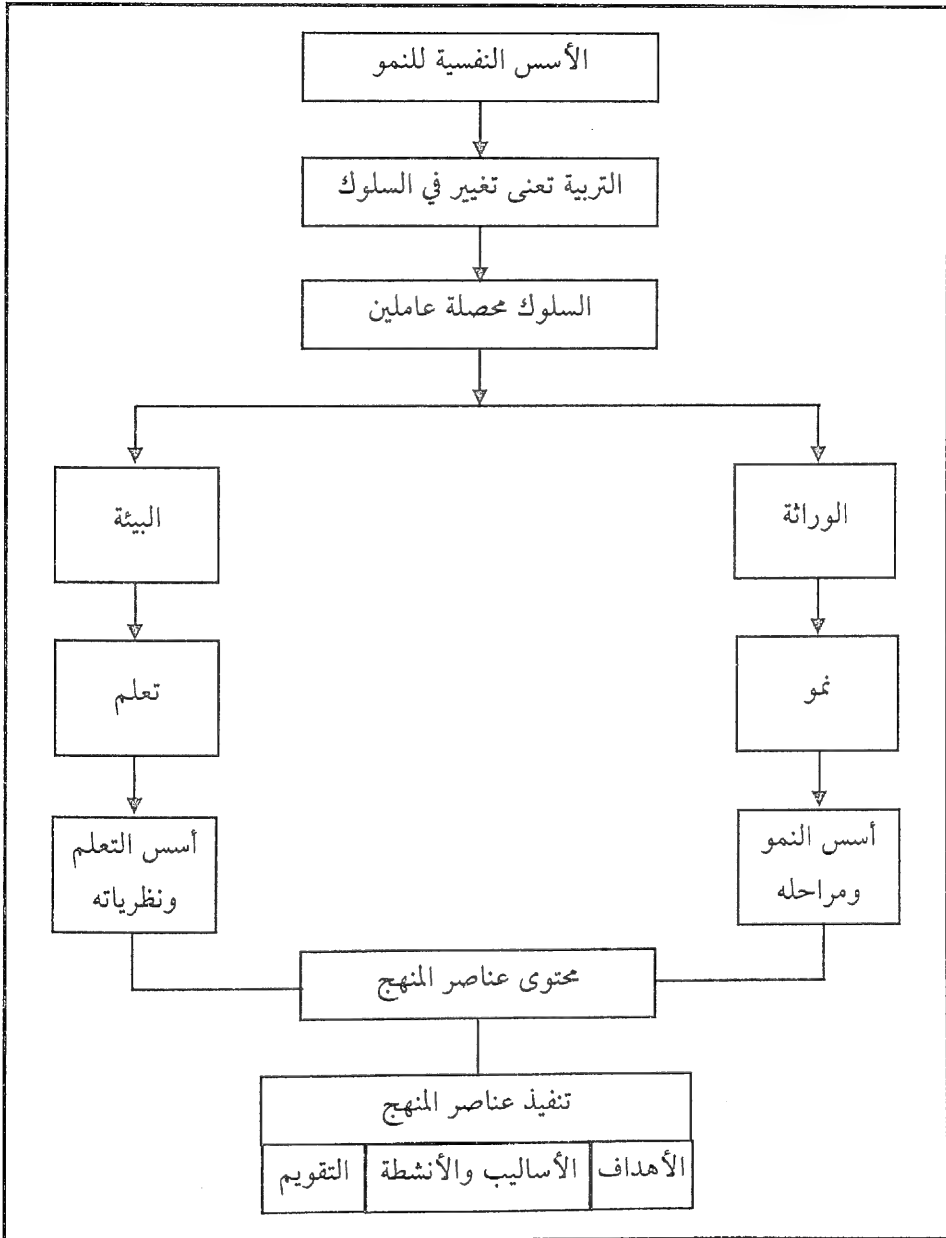 الأسس النفسية للنمو
التربية تعنى تغيير في السلوك
السلوك محصلة عاملين
الوراثة
البيئة
نمو
تعلم
أسس النمو
ومراحله
أسس التعلم
ونظرياته
محتوى عناصر المنهج
تنفيذ عناصر المنهج
الأهداف
الأساليب والأنشطة
التقويم